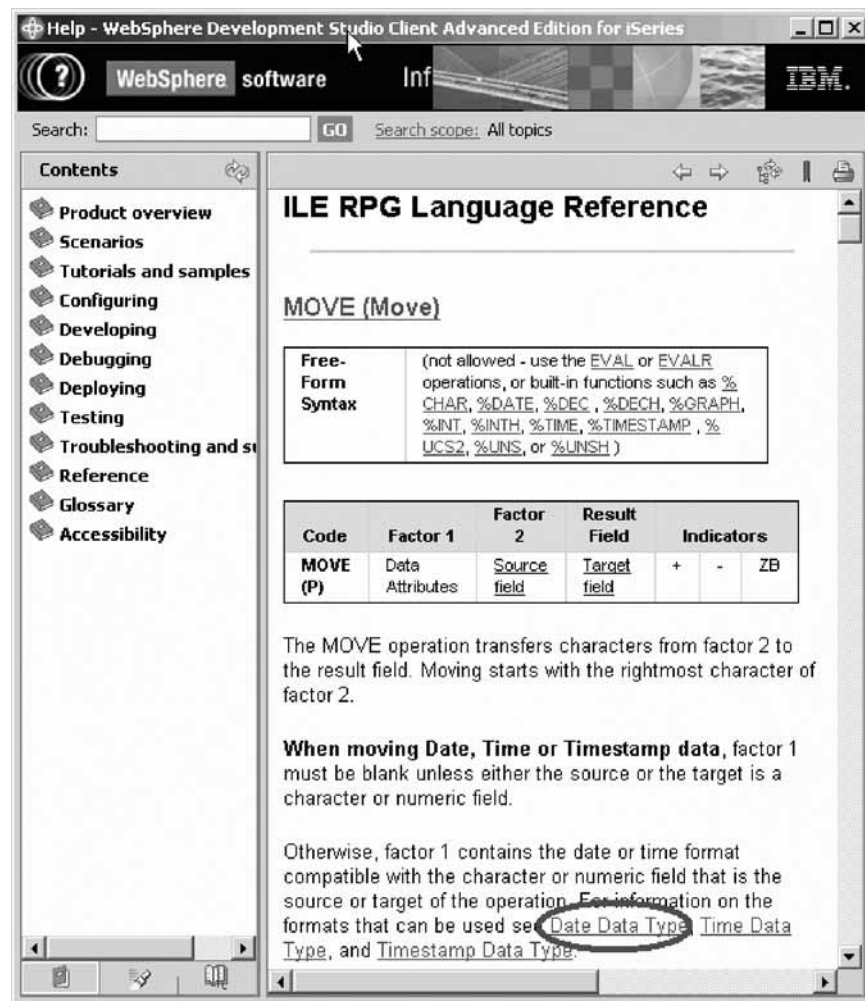 Help - WebSphere Development Studio Client Advanced Edition for iSeries
WebSphere software
Inf
IBM.
Search:
GO
Search scope: All topics
Contents
Product overview
Scenarios
Tutorials and samples
Configuring
Developing
Debugging
Deploying
Testing
Troubleshooting and su
Reference
Glossary
Accessibility
ILE RPG Language Reference
MOVE (Move)
Free-
Form
Syntax
(not allowed - use the EVAL or EVALR
operations, or built-in functions such as %
CHAR, %DATE, %DEC , %DECH, %GRAPH,
%INT, %INTH, %TIME, %TIMESTAMP , %
UCS2, %UNS, or %UNSH )
Code Factor 1 Factor 2 Result Field Indicators
MOVE (P) Data Attributes Source field Target field + - ZB
The MOVE operation transfers characters from factor 2 to
the result field. Moving starts with the rightmost character of
factor 2.
When moving Date, Time or Timestamp data, factor 1
must be blank unless either the source or the target is a
character or numeric field.
Otherwise, factor 1 contains the date or time format
compatible with the character or numeric field that is the
source or target of the operation. For information on the
formats that can be used see Date Data Type, Time Data
Type, and Timestamp Data Type.